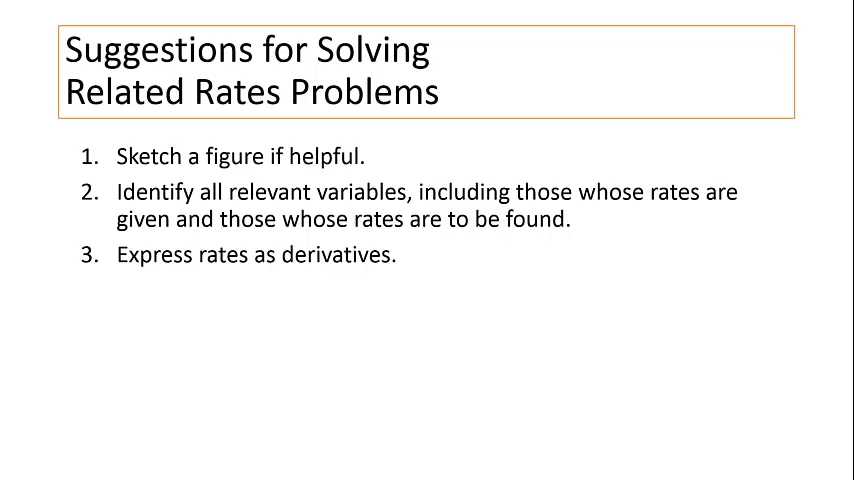 Suggestions for Solving
Related Rates Problems
1. Sketch a figure if helpful.
2. Identify all relevant variables, including those whose rates are
given and those whose rates are to be found.
3. Express rates as derivatives.